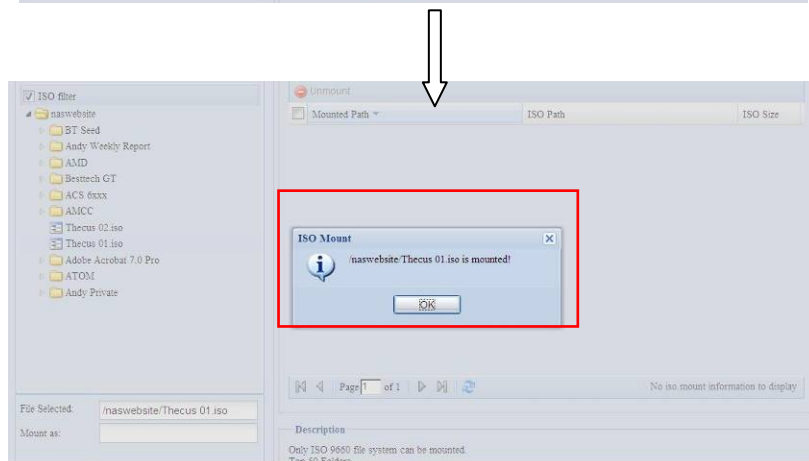 ISO filter
naswebsite
BT Seed
Andy Weekly Report
AMD
Besttech GT
ACS 6xxx
AMCC
Thecus 02.iso
Thecus 01.iso
Adobe Acrobat 7.0 Pro
ATOM
Andy Private
File Selected: /naswebsite/Thecus 01.iso
Mount as:
Unmount
Mounted Path ISO Path ISO Size
ISO Mount
/naswebsite/Thecus 01.iso is mounted!
OK
Page 1 of 1 No iso mount information to display
Description
Only ISO 9660 file system can be mounted.
Top 50 Folders